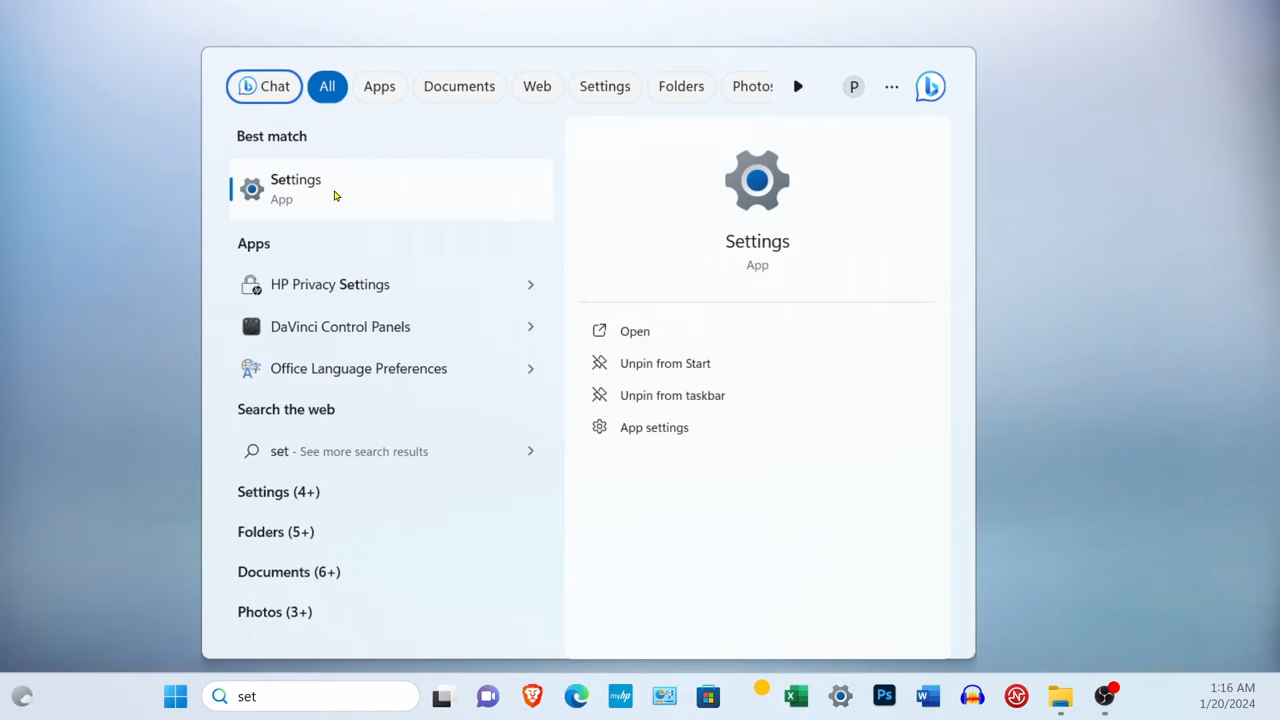 Chat All Apps Documents Web Settings Folders Photos P ...
Best match
Settings
App
Apps
HP Privacy Settings
DaVinci Control Panels
Office Language Preferences
Search the web
set - See more search results
Settings (4+)
Folders (5+)
Documents (6+)
Photos (3+)
Settings
App
Open
Unpin from Start
Unpin from taskbar
App settings
set
myhp
Ps
1:16 AM
1/20/2024